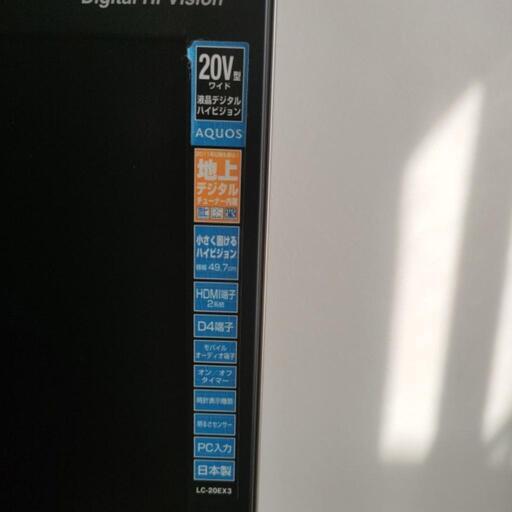 Digital Hi-Vision
20V型
ワイド
液晶デジタル
ハイビジョン
AQUOS
地上
デジタル
チューナー内蔵
小さく置ける
ハイビジョン
横幅 49.7cm
HDMI端子
2系統
D4端子
モバイル
オーディオ端子
オン／オフ
タイマー
時計表示機能
明るさセンサー
PC入力
日本製
LC-20EX3